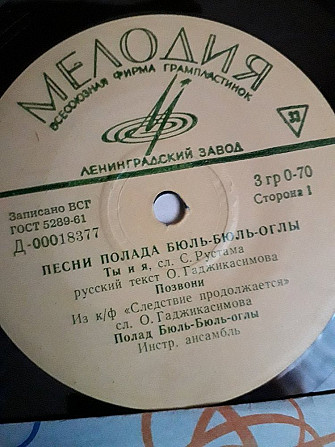 МЕЛОДИЯ
ВСЕСОЮЗНАЯ ФИРМА ГРАМПЛАСТИНОК
ЛЕНИНГРАДСКИЙ ЗАВОД
Записано ВСГ
ГОСТ 5289-61
Д-00018377
3 гр 0-70
Сторона 1
ПЕСНИ ПОЛАДА БЮЛЬ-БЮЛЬ-ОГЛЫ
Ты и я, сл. С. Рустама
русский текст О. Гаджикасимова
Позвони
Из к/ф «Следствие продолжается»
сл. О. Гаджикасимова
Полад Бюль-Бюль-оглы
Инстр. ансамбль